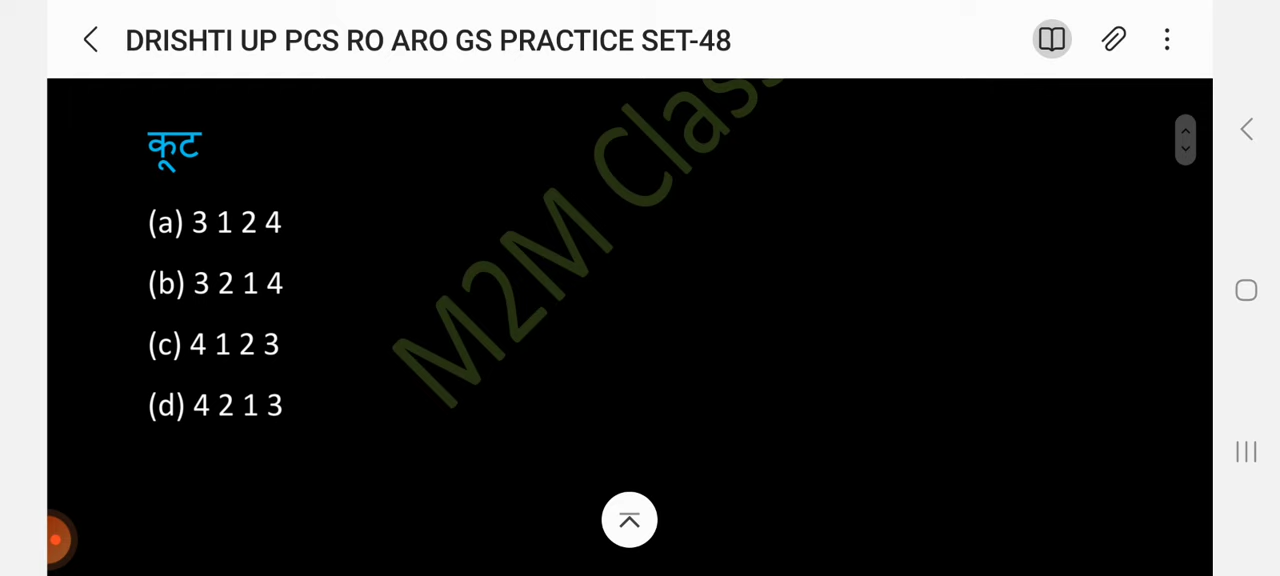 DRISHTI UP PCS RO ARO GS PRACTICE SET-48
कूट
(a) 3 1 2 4
(b) 3 2 1 4
(c) 4 1 2 3
(d) 4 2 1 3
M2M Class